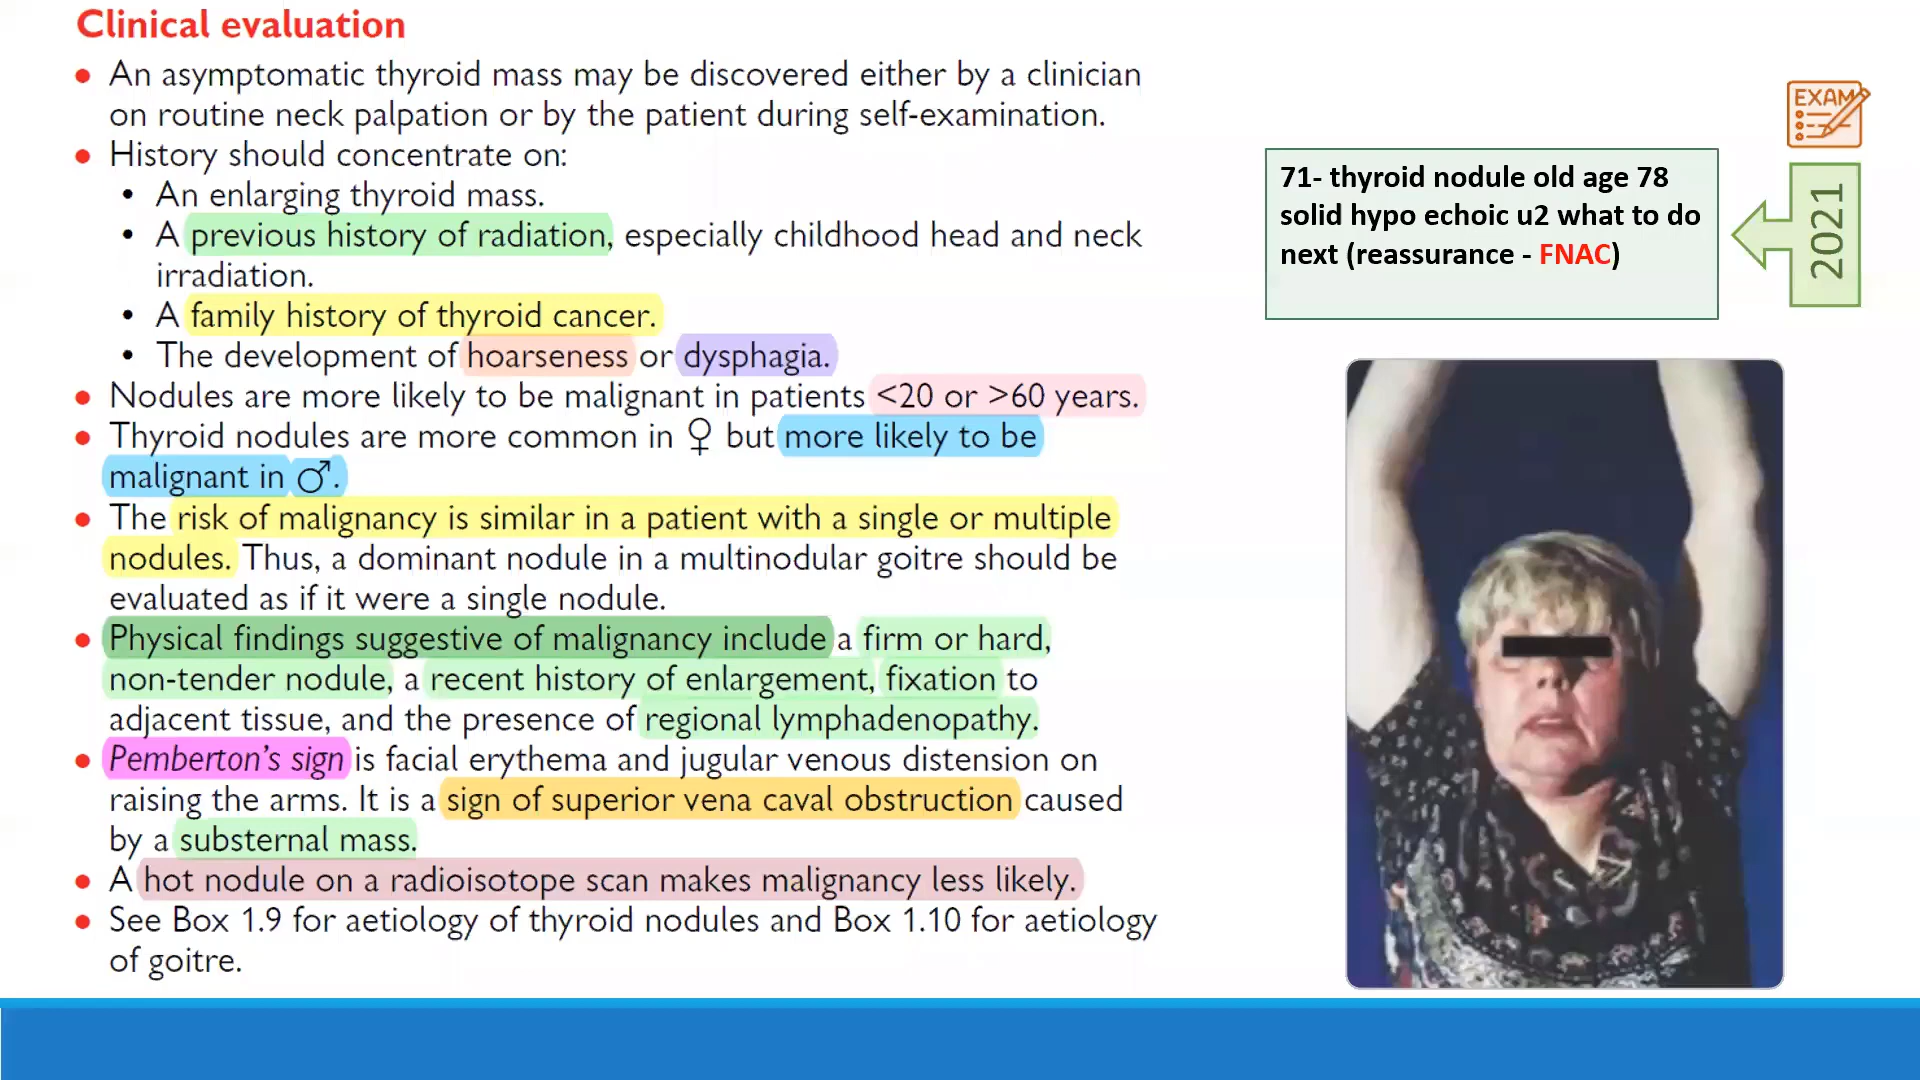 Clinical evaluation
• An asymptomatic thyroid mass may be discovered either by a clinician
on routine neck palpation or by the patient during self-examination.
• History should concentrate on:
• An enlarging thyroid mass.
• A previous history of radiation, especially childhood head and neck
irradiation.
• A family history of thyroid cancer.
• The development of hoarseness or dysphagia.
• Nodules are more likely to be malignant in patients <20 or >60 years.
• Thyroid nodules are more common in ♀ but more likely to be
malignant in ♂.
• The risk of malignancy is similar in a patient with a single or multiple
nodules. Thus, a dominant nodule in a multinodular goitre should be
evaluated as if it were a single nodule.
• Physical findings suggestive of malignancy include a firm or hard,
non-tender nodule, a recent history of enlargement, fixation to
adjacent tissue, and the presence of regional lymphadenopathy.
• Pemberton's sign is facial erythema and jugular venous distension on
raising the arms. It is a sign of superior vena caval obstruction caused
by a substernal mass.
• A hot nodule on a radioisotope scan makes malignancy less likely.
• See Box 1.9 for aetiology of thyroid nodules and Box 1.10 for aetiology
of goitre.
EXAM
71- thyroid nodule old age 78
solid hypo echoic u2 what to do
next (reassurance - FNAC)
2021